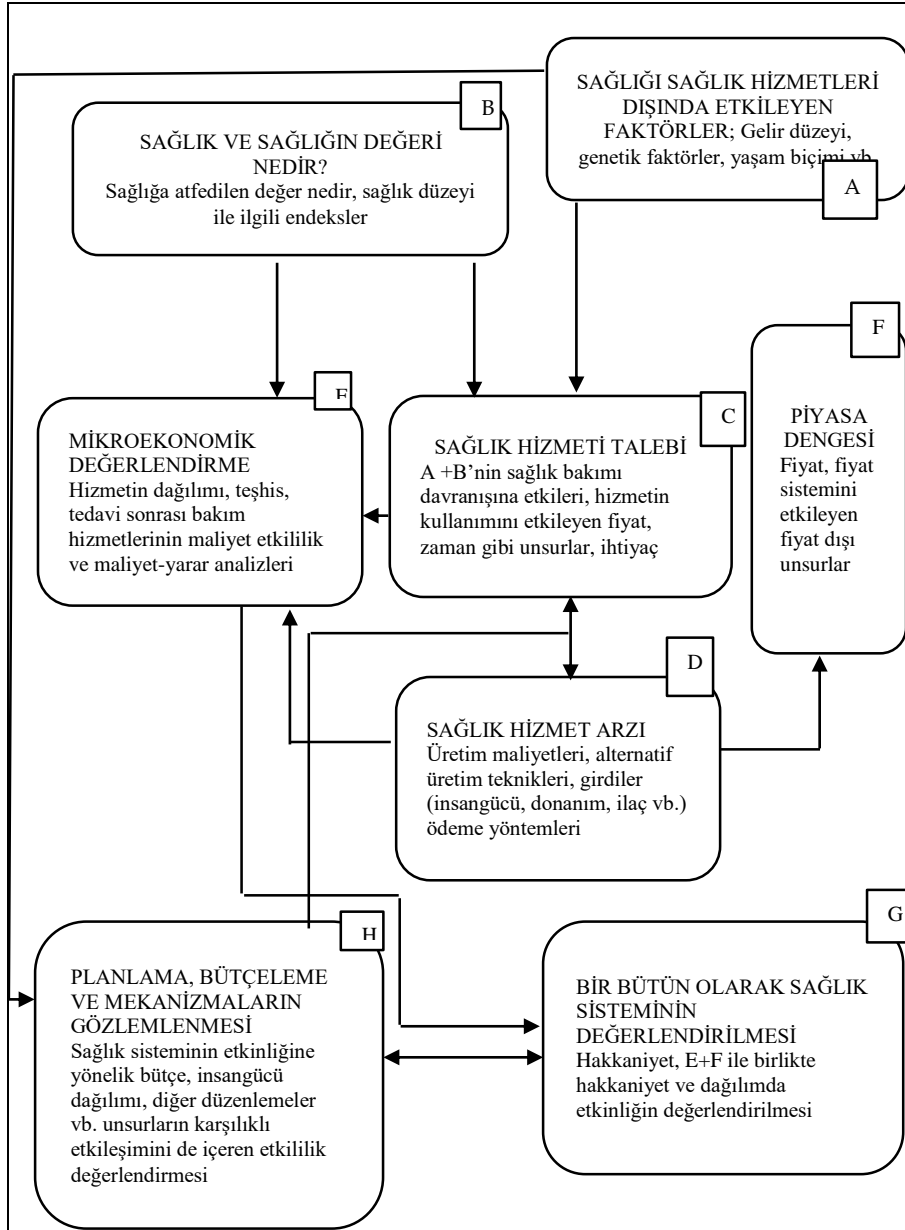 A
SAĞLIĞI SAĞLIK HİZMETLERİ
DIŞINDA ETKİLEYEN
FAKTÖRLER; Gelir düzeyi,
genetik faktörler, yaşam biçimi vb.
B
SAĞLIK VE SAĞLIĞIN DEĞERİ
NEDİR?
Sağlığa atfedilen değer nedir, sağlık düzeyi
ile ilgili endeksler
E
MİKROEKONOMİK
DEĞERLENDİRME
Hizmetin dağılımı, teşhis,
tedavi sonrası bakım
hizmetlerinin maliyet etkililik
ve maliyet-yarar analizleri
C
SAĞLIK HİZMETİ TALEBİ
A +B’nin sağlık bakımı
davranışına etkileri, hizmetin
kullanımını etkileyen fiyat,
zaman gibi unsurlar, ihtiyaç
F
PİYASA
DENGESİ
Fiyat, fiyat
sistemini
etkileyen
fiyat dışı
unsurlar
D
SAĞLIK HİZMET ARZI
Üretim maliyetleri, alternatif
üretim teknikleri, girdiler
(insangücü, donanım, ilaç vb.)
ödeme yöntemleri
H
PLANLAMA, BÜTÇELEME
VE MEKANİZMALARIN
GÖZLEMLENMESİ
Sağlık sisteminin etkinliğine
yönelik bütçe, insangücü
dağılımı, diğer düzenlemeler
vb. unsurların karşılıklı
etkileşimini de içeren etkililik
değerlendirmesi
G
BİR BÜTÜN OLARAK SAĞLIK
SİSTEMİNİN
DEĞERLENDİRİLMESİ
Hakkaniyet, E+F ile birlikte
hakkaniyet ve dağılımda
etkinliğin değerlendirilmesi